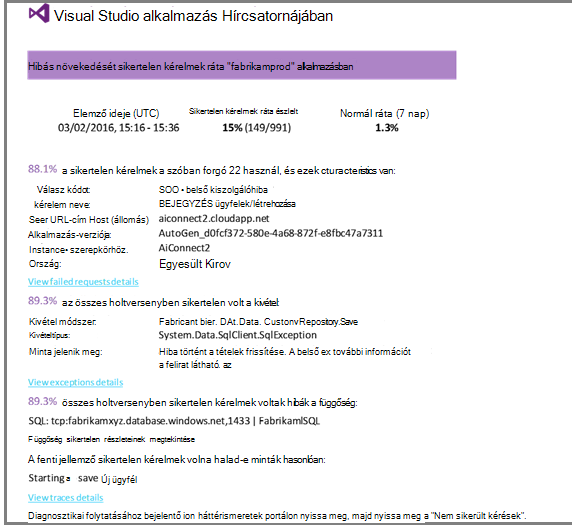 Visual Studio alkalmazás Hírcsatornájában
Hibás növekedését sikertelen kérelmek ráta "fabrikamprod" alkalmazásban
Elemző ideje (UTC) Sikertelen kérelmek ráta észlelt Normál ráta (7 nap)
03/02/2016, 15:16 - 15:36 15% (149/991) 1.3%
88.1% a sikertelen kérelmek a szóban forgó 22 használ, és ezek cturacteristics van:
Válasz kódot: SOO • belső kiszolgálóhiba
kérelem neve: BEJEGYZÉS ügyfelek/létrehozása
Seer URL-cím Host (állomás) aiconnect2.cloudapp.net
Alkalmazás-verziója: AutoGen_d0fcf372-580e-4a68-872f-e8fbc47a7311
Instance• szerepkörhöz. AiConnect2
Ország: Egyesült Kirov
View failed requests details
89.3% az összes holtversenyben sikertelen volt a kivétel:
Kivétel módszer: Fabricant bier. DAt.Data. CustonvRepository.Save
Kivételtípus: System.Data.SqlClient.SqlException
Minta jelenik meg: Hiba történt a tételek frissítése. A belső ex további információt
a felirat látható. az
View exceptions details
89.3% összes holtversenyben sikertelen kérelmek voltak hibák a függőség:
SQL: tcp:fabrikamxyz.database.windows.net,1433 | FabrikamlSQL
Függőség sikertelen részleteinek megtekintése
A fenti jellemző sikertelen kérelmek volna halad-e minták hasonlóan:
Starting a save Új ügyfél
View traces details
Diagnosztikai folytatásához bejelentő ion háttérismeretek portálon nyissa meg, majd nyissa meg a "Nem sikerült kérések".